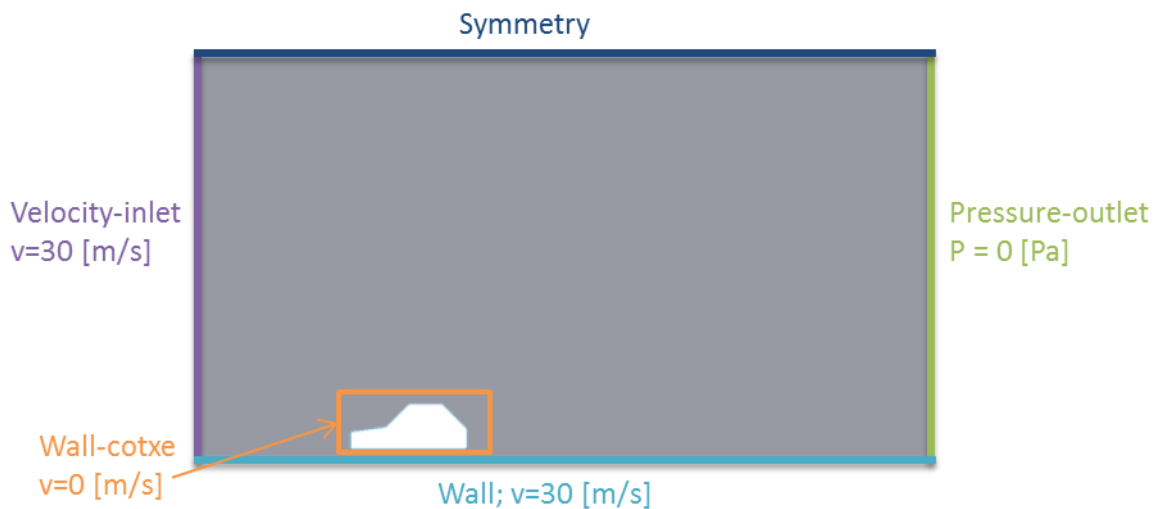 Symmetry
Velocity-inlet
v=30 [m/s]
Pressure-outlet
P = 0 [Pa]
Wall-cotxe
v=0 [m/s]
Wall; v=30 [m/s]